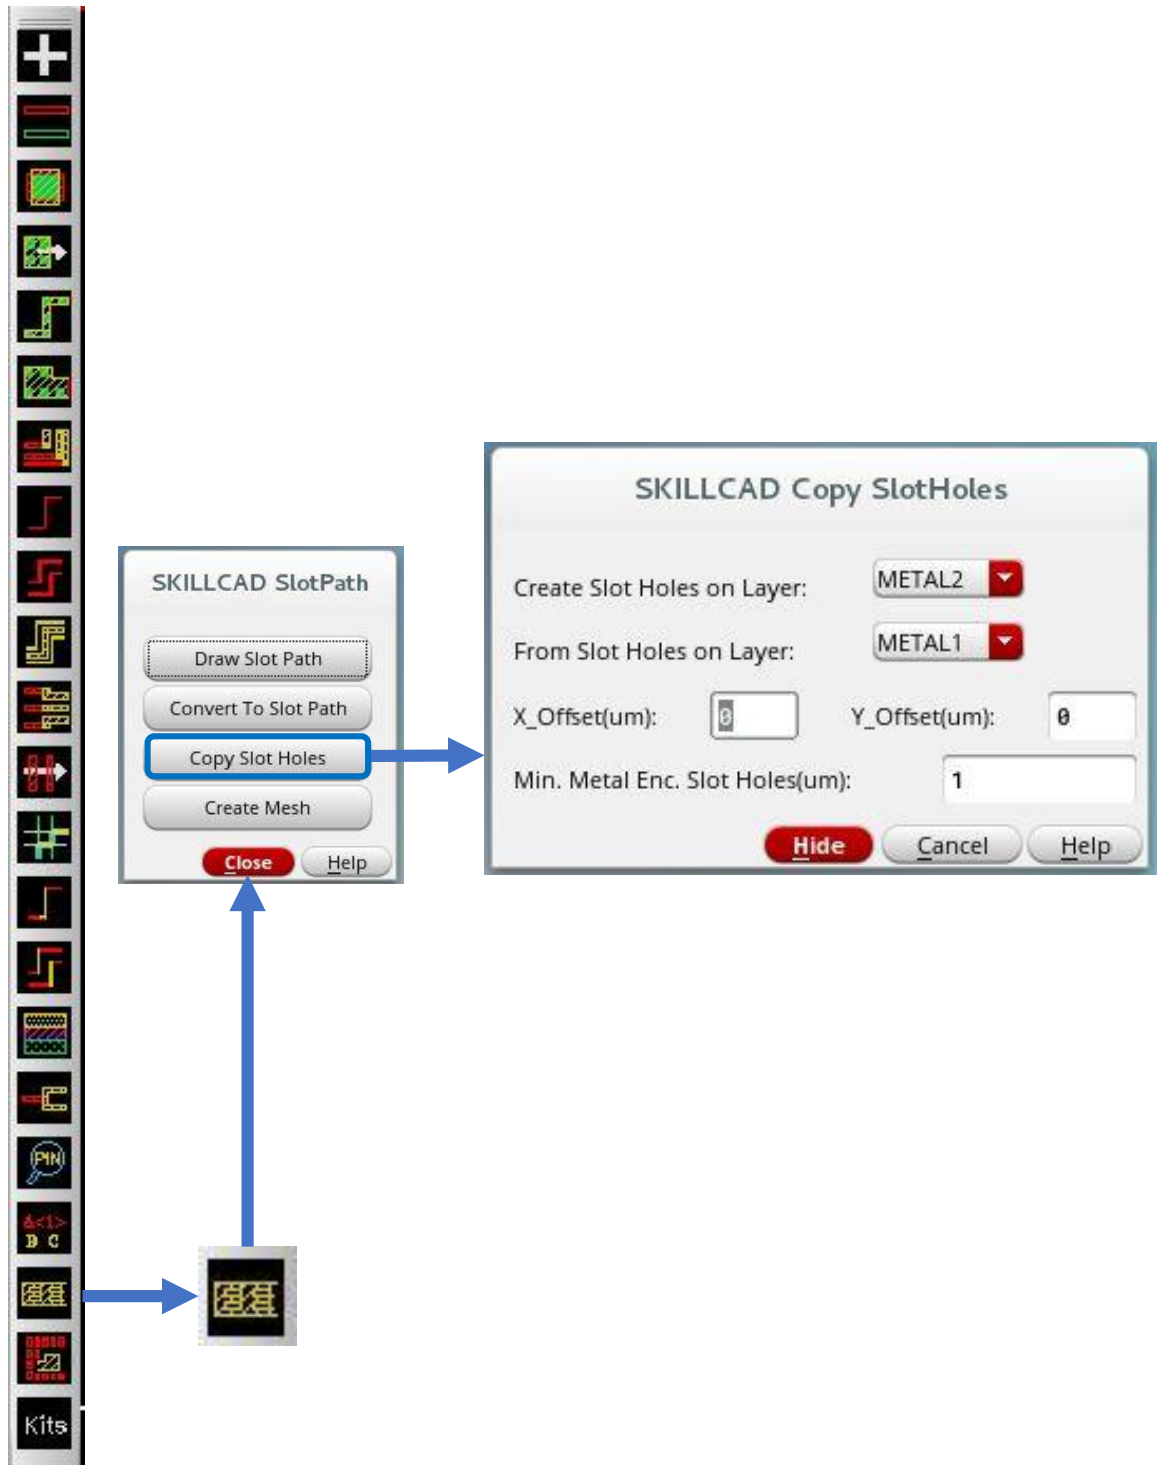 SKILLCAD Copy SlotHoles
Create Slot Holes on Layer: METAL2
From Slot Holes on Layer: METAL1
X_Offset(um): 0 Y_Offset(um): 0
Min. Metal Enc. Slot Holes(um): 1
Hide Cancel Help
SKILLCAD SlotPath
Draw Slot Path
Convert To Slot Path
Copy Slot Holes
Create Mesh
Close Help
PIN
&<1>
B C
Kits